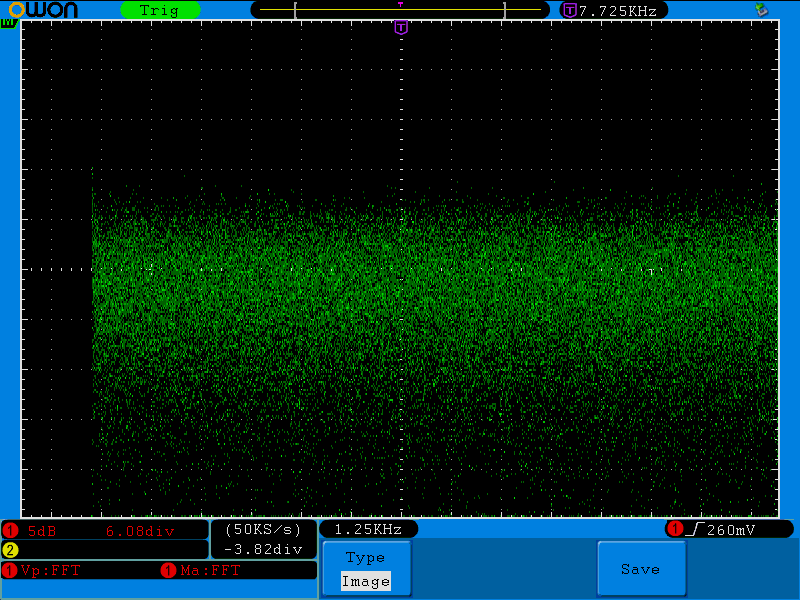 OWON
Trig
T 7.725KHz
T
M
1 5dB 6.08div
(50KS/s)
1.25KHz
1 260mV
2
-3.82div
1 Vp:FFT 1 Ma:FFT
Type
Image
Save